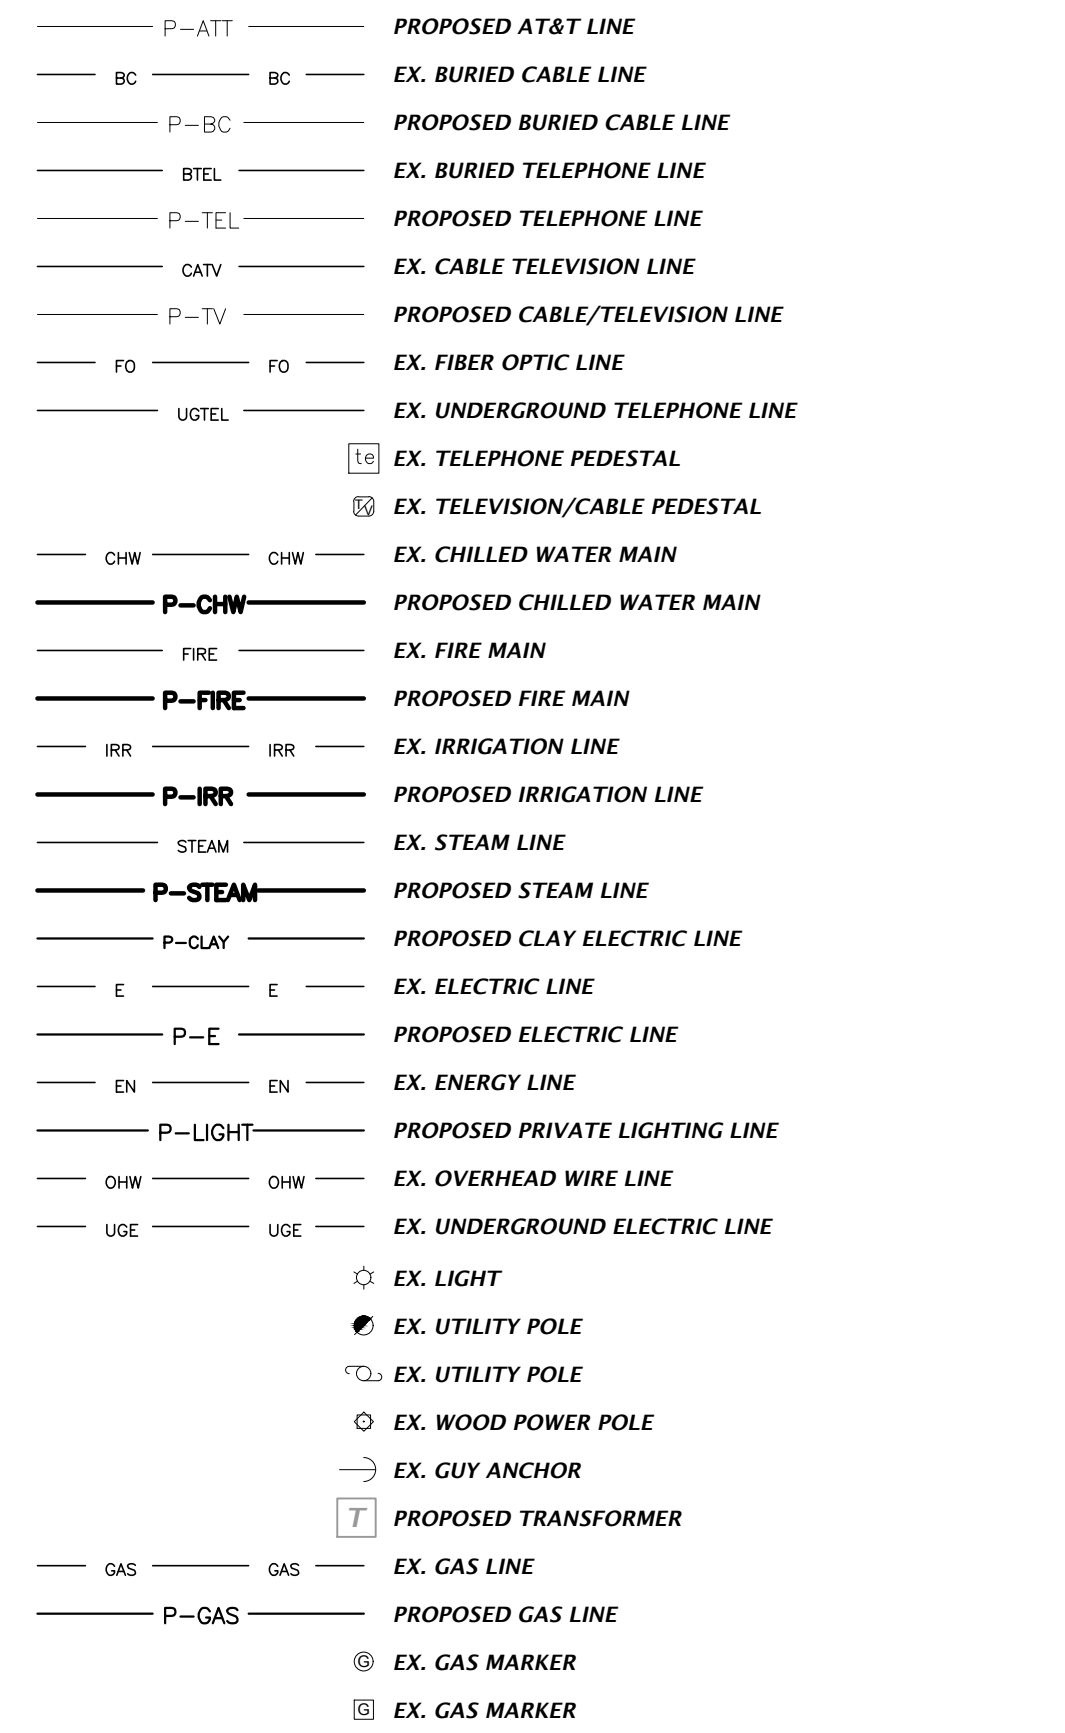 P-ATT PROPOSED AT&T LINE
BC BC EX. BURIED CABLE LINE
P-BC PROPOSED BURIED CABLE LINE
BTEL EX. BURIED TELEPHONE LINE
P-TEL PROPOSED TELEPHONE LINE
CATV EX. CABLE TELEVISION LINE
P-TV PROPOSED CABLE/TELEVISION LINE
FO FO EX. FIBER OPTIC LINE
UGTEL EX. UNDERGROUND TELEPHONE LINE
te EX. TELEPHONE PEDESTAL
TV EX. TELEVISION/CABLE PEDESTAL
CHW CHW EX. CHILLED WATER MAIN
P-CHW PROPOSED CHILLED WATER MAIN
FIRE EX. FIRE MAIN
P-FIRE PROPOSED FIRE MAIN
IRR IRR EX. IRRIGATION LINE
P-IRR PROPOSED IRRIGATION LINE
STEAM EX. STEAM LINE
P-STEAM PROPOSED STEAM LINE
P-CLAY PROPOSED CLAY ELECTRIC LINE
E E EX. ELECTRIC LINE
P-E PROPOSED ELECTRIC LINE
EN EN EX. ENERGY LINE
P-LIGHT PROPOSED PRIVATE LIGHTING LINE
OHW OHW EX. OVERHEAD WIRE LINE
UGE UGE EX. UNDERGROUND ELECTRIC LINE
EX. LIGHT
EX. UTILITY POLE
EX. UTILITY POLE
EX. WOOD POWER POLE
EX. GUY ANCHOR
T PROPOSED TRANSFORMER
GAS GAS EX. GAS LINE
P-GAS PROPOSED GAS LINE
G EX. GAS MARKER
G EX. GAS MARKER